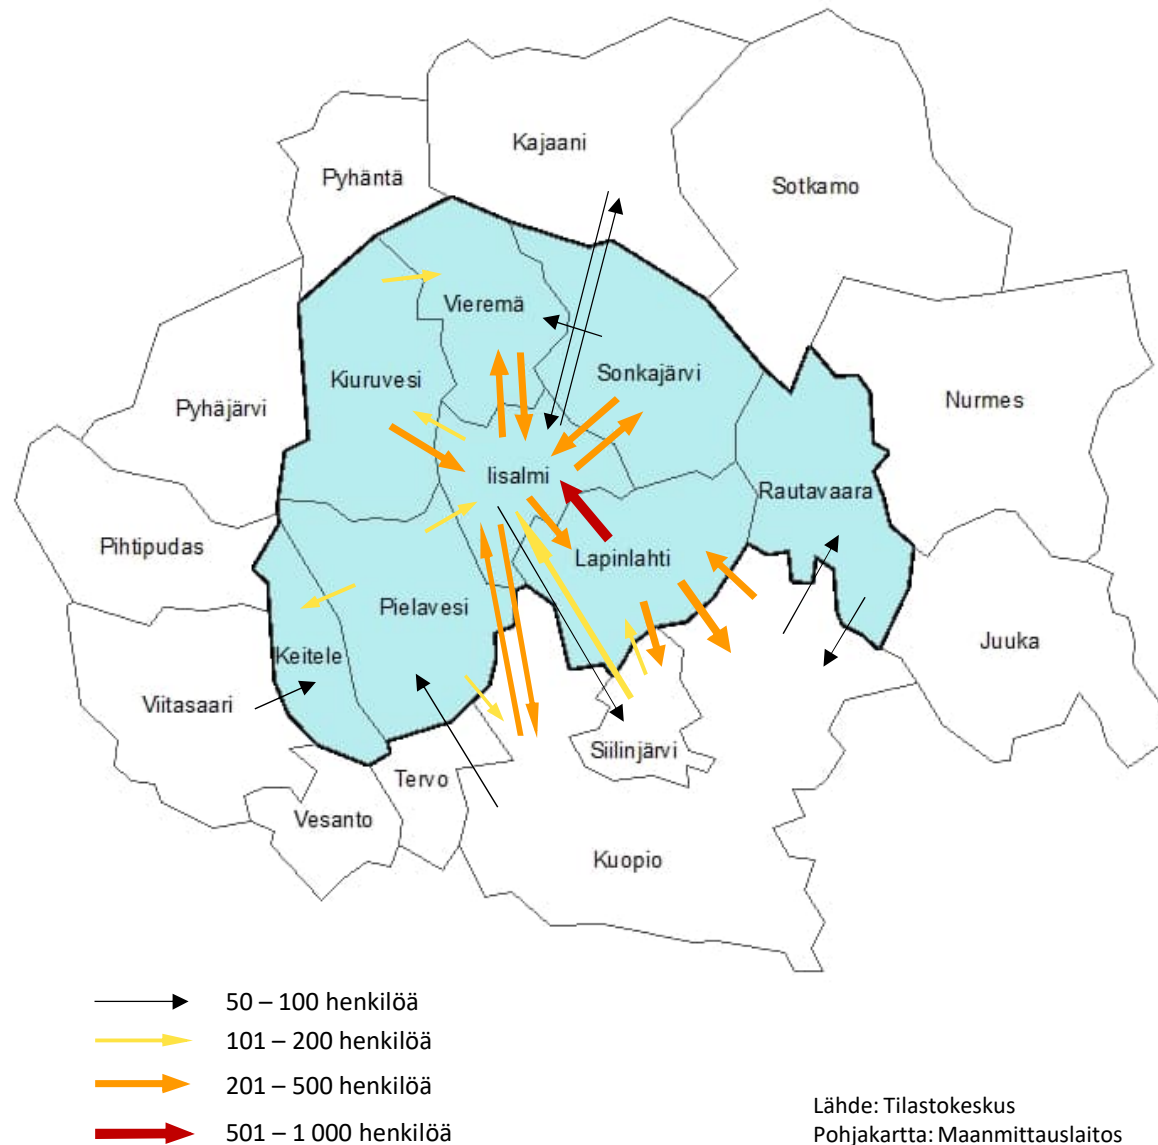 Kajaani
Pyhäntä
Sotkamo
Vieremä
Kiuruvesi
Sonkajärvi
Pyhäjärvi
Nurmes
Iisalmi
Rautavaara
Pihtipudas
Lapinlahti
Pielavesi
Keitele
Juuka
Viitasaari
Siilinjärvi
Tervo
Vesanto
Kuopio
50 – 100 henkilöä
101 – 200 henkilöä
201 – 500 henkilöä
501 – 1 000 henkilöä
Lähde: Tilastokeskus
Pohjakartta: Maanmittauslaitos